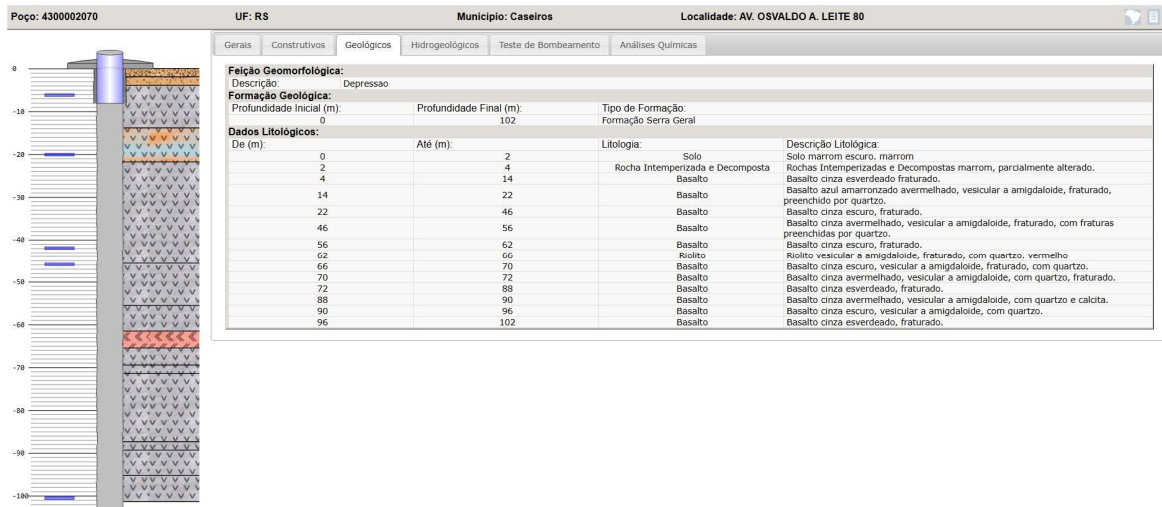 Poço: 4300002070 UF: RS Município: Caseiros Localidade: AV. OSVALDO A. LEITE 80
Gerais Construtivos Geológicos Hidrogeológicos Teste de Bombeamento Análises Químicas
Feição Geomorfológica:
Descrição: Depressao
Formação Geológica:
Profundidade Inicial (m): Profundidade Final (m): Tipo de Formação:
0 102 Formação Serra Geral
Dados Litológicos:
De (m): Até (m): Litologia: Descrição Litológica:
0 2 Solo Solo marrom escuro. marrom
2 4 Rocha Intemperizada e Decomposta Rochas Intemperizadas e Decompostas marrom, parcialmente alterado.
4 14 Basalto Basalto cinza esverdeado fraturado.
14 22 Basalto Basalto azul amarronzado avermelhado, vesicular a amigdaloide, fraturado,
preenchido por quartzo.
22 46 Basalto Basalto cinza escuro, fraturado.
46 56 Basalto Basalto cinza avermelhado, vesicular a amigdaloide, fraturado, com fraturas
preenchidas por quartzo.
56 62 Basalto Basalto cinza escuro, fraturado.
62 66 Riolito Riolito vesicular a amigdaloide, fraturado, com quartzo. vermelho
66 70 Basalto Basalto cinza escuro, vesicular a amigdaloide, fraturado, com quartzo.
70 72 Basalto Basalto cinza avermelhado, vesicular a amigdaloide, com quartzo, fraturado.
72 88 Basalto Basalto cinza esverdeado, fraturado.
88 90 Basalto Basalto cinza avermelhado, vesicular a amigdaloide, com quartzo e calcita.
90 96 Basalto Basalto cinza escuro, vesicular a amigdaloide, com quartzo.
96 102 Basalto Basalto cinza esverdeado, fraturado.
0
-10
-20
-30
-40
-50
-60
-70
-80
-90
-100